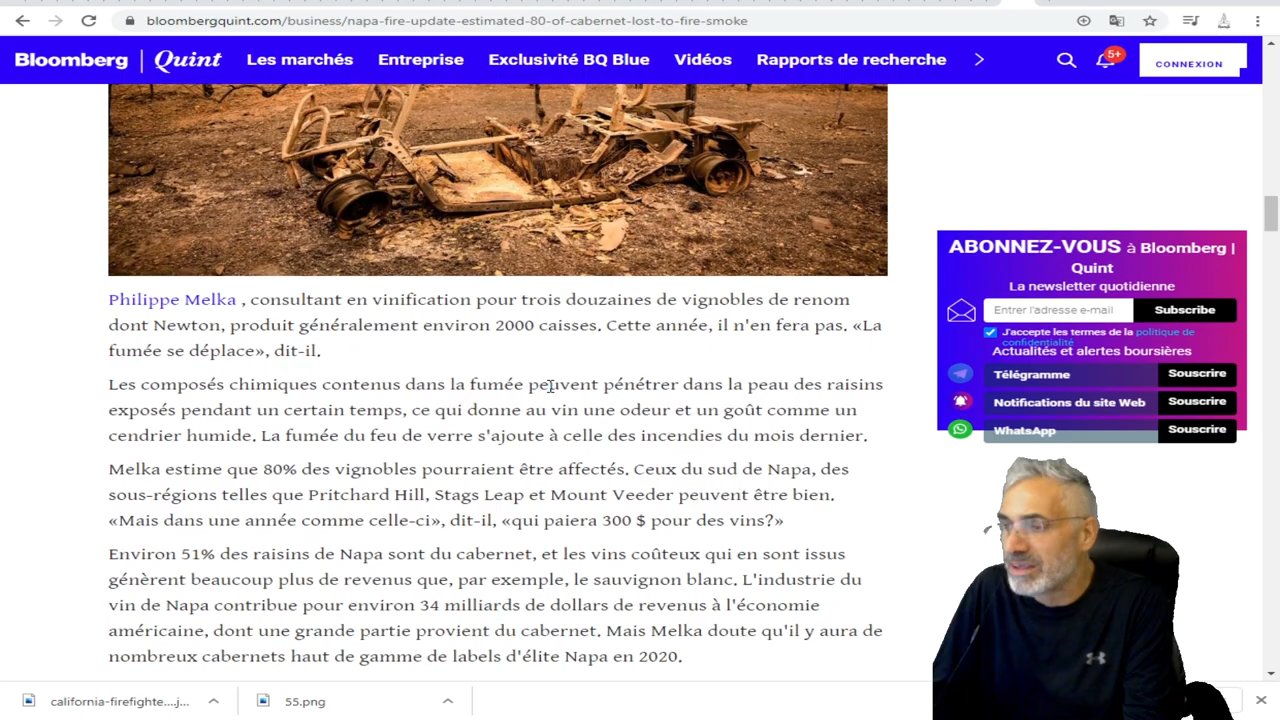 bloombergquint.com/business/napa-fire-update-estimated-80-of-cabernet-lost-to-fire-smoke
Bloomberg | Quint Les marchés Entreprise Exclusivité BQ Blue Vidéos Rapports de recherche 5+ CONNEXION
Philippe Melka , consultant en vinification pour trois douzaines de vignobles de renom
dont Newton, produit généralement environ 2000 caisses. Cette année, il n'en fera pas. «La
fumée se déplace», dit-il.
Les composés chimiques contenus dans la fumée peuvent pénétrer dans la peau des raisins
exposés pendant un certain temps, ce qui donne au vin une odeur et un goût comme un
cendrier humide. La fumée du feu de verre s'ajoute à celle des incendies du mois dernier.
Melka estime que 80% des vignobles pourraient être affectés. Ceux du sud de Napa, des
sous-régions telles que Pritchard Hill, Stags Leap et Mount Veeder peuvent être bien.
«Mais dans une année comme celle-ci», dit-il, «qui paiera 300 $ pour des vins?»
Environ 51% des raisins de Napa sont du cabernet, et les vins coûteux qui en sont issus
génèrent beaucoup plus de revenus que, par exemple, le sauvignon blanc. L'industrie du
vin de Napa contribue pour environ 34 milliards de dollars de revenus à l'économie
américaine, dont une grande partie provient du cabernet. Mais Melka doute qu'il y aura de
nombreux cabernets haut de gamme de labels d'élite Napa en 2020.
ABONNEZ-VOUS à Bloomberg |
Quint
La newsletter quotidienne
Entrer l'adresse e-mail Subscribe
J'accepte les termes de la politique de
confidentialité
Actualités et alertes boursières
Télégramme Souscrire
Notifications du site Web Souscrire
WhatsApp Souscrire
california-firefighte....j... 55.png